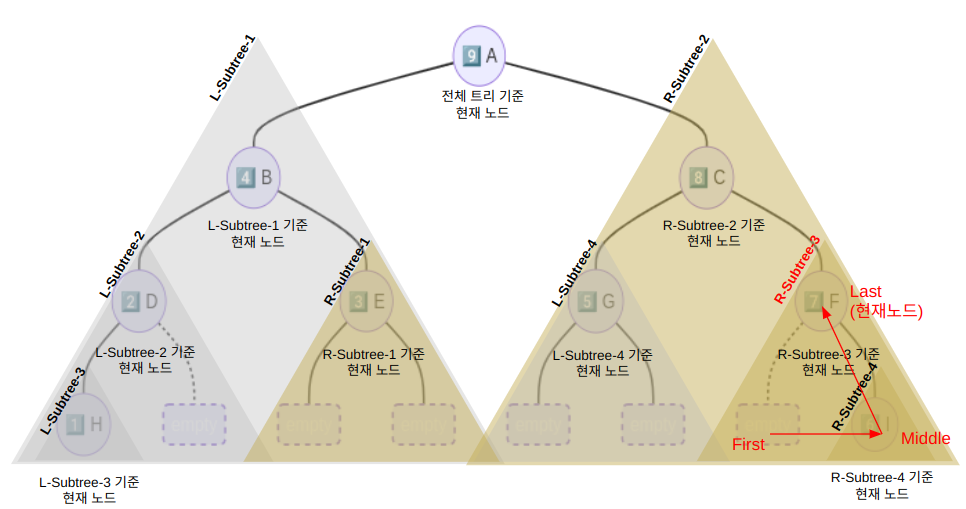 L-Subtree-1
R-Subtree-2
9 A
전체 트리 기준
현재 노드
4 B
8 C
L-Subtree-1 기준
현재 노드
R-Subtree-2 기준
현재 노드
L-Subtree-2
R-Subtree-1
L-Subtree-4
R-Subtree-3
2 D
3 E
5 G
7 F
Last
(현재노드)
L-Subtree-2 기준
현재 노드
R-Subtree-1 기준
현재 노드
L-Subtree-4 기준
현재 노드
R-Subtree-3 기준
현재 노드
L-Subtree-3
R-Subtree-4
1 H
empty
empty
empty
empty
empty
empty
I
First
Middle
L-Subtree-3 기준
현재 노드
R-Subtree-4 기준
현재 노드